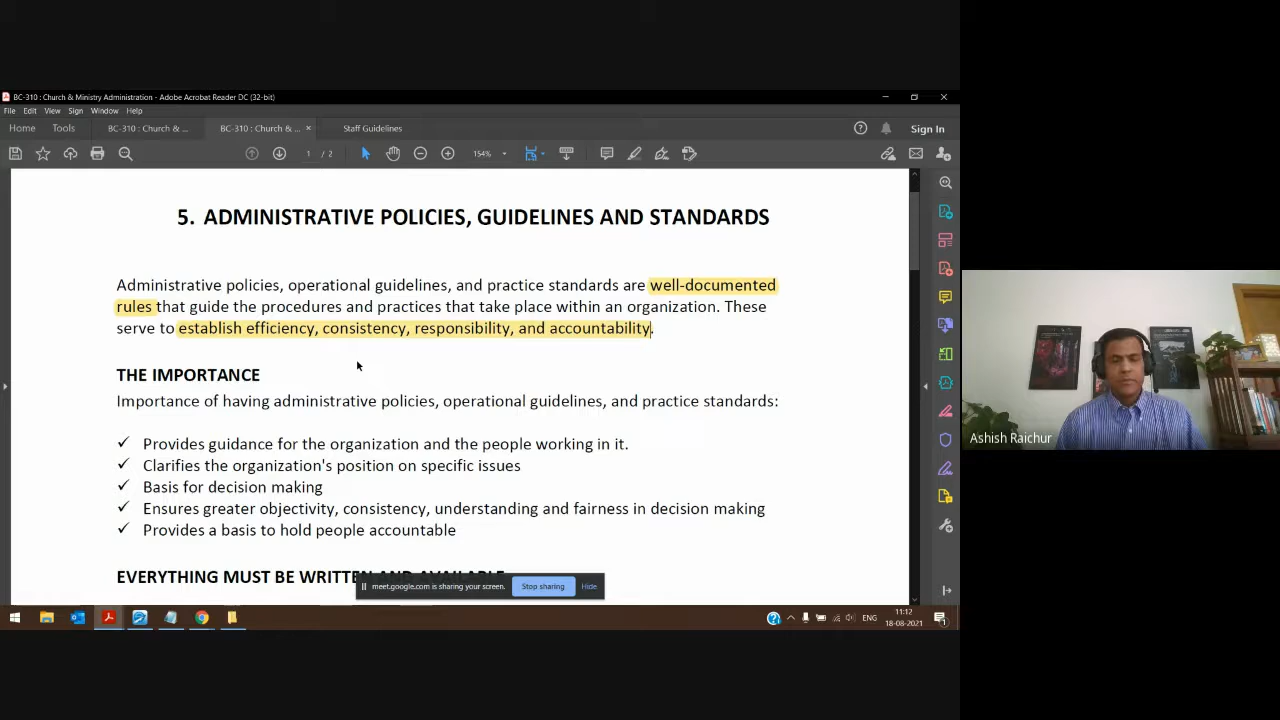 BC-310 : Church & Ministry Administration - Adobe Acrobat Reader DC (32-bit)
File Edit View Sign Window Help
Home Tools BC-310 : Church & ... BC-310 : Church & ... × Staff Guidelines Sign In
1 / 2 154%
5. ADMINISTRATIVE POLICIES, GUIDELINES AND STANDARDS
Administrative policies, operational guidelines, and practice standards are well-documented
rules that guide the procedures and practices that take place within an organization. These
serve to establish efficiency, consistency, responsibility, and accountability.
THE IMPORTANCE
Importance of having administrative policies, operational guidelines, and practice standards:
✓ Provides guidance for the organization and the people working in it.
✓ Clarifies the organization's position on specific issues
✓ Basis for decision making
✓ Ensures greater objectivity, consistency, understanding and fairness in decision making
✓ Provides a basis to hold people accountable
EVERYTHING MUST BE WRITTEN AND AVAILABLE
meet.google.com is sharing your screen. Stop sharing Hide
ENG 11:12
18-08-2021
Ashish Raichur